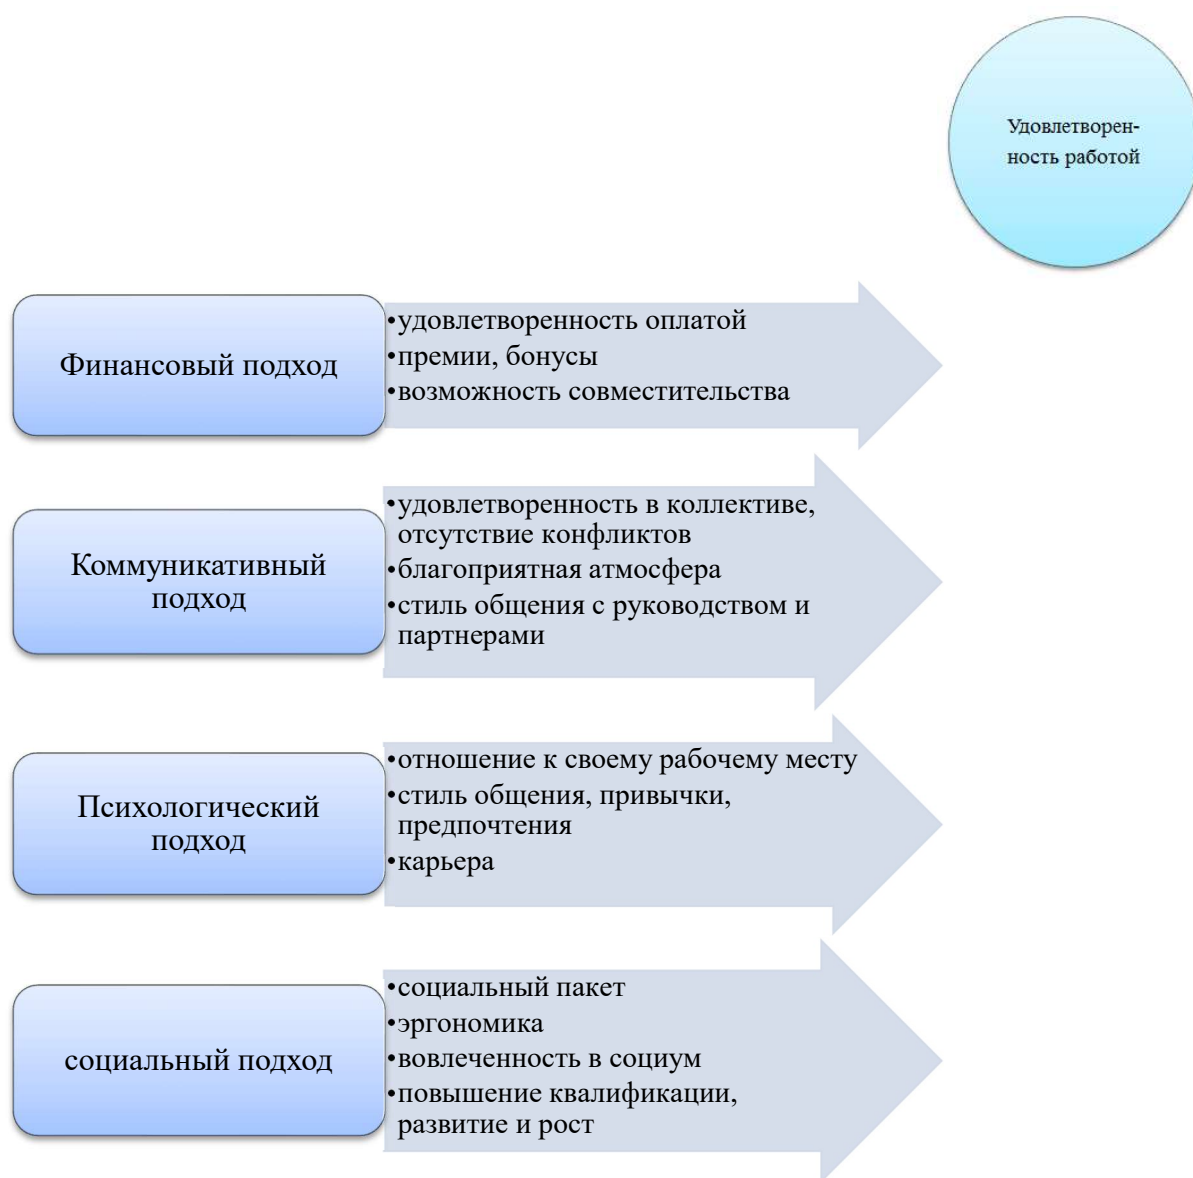 Удовлетворен-
ность работой
Финансовый подход
•удовлетворенность оплатой
•премии, бонусы
•возможность совместительства
Коммуникативный
подход
•удовлетворенность в коллективе,
отсутствие конфликтов
•благоприятная атмосфера
•стиль общения с руководством и
партнерами
Психологический
подход
•отношение к своему рабочему месту
•стиль общения, привычки,
предпочтения
•карьера
социальный подход
•социальный пакет
•эргономика
•вовлеченность в социум
•повышение квалификации,
развитие и рост